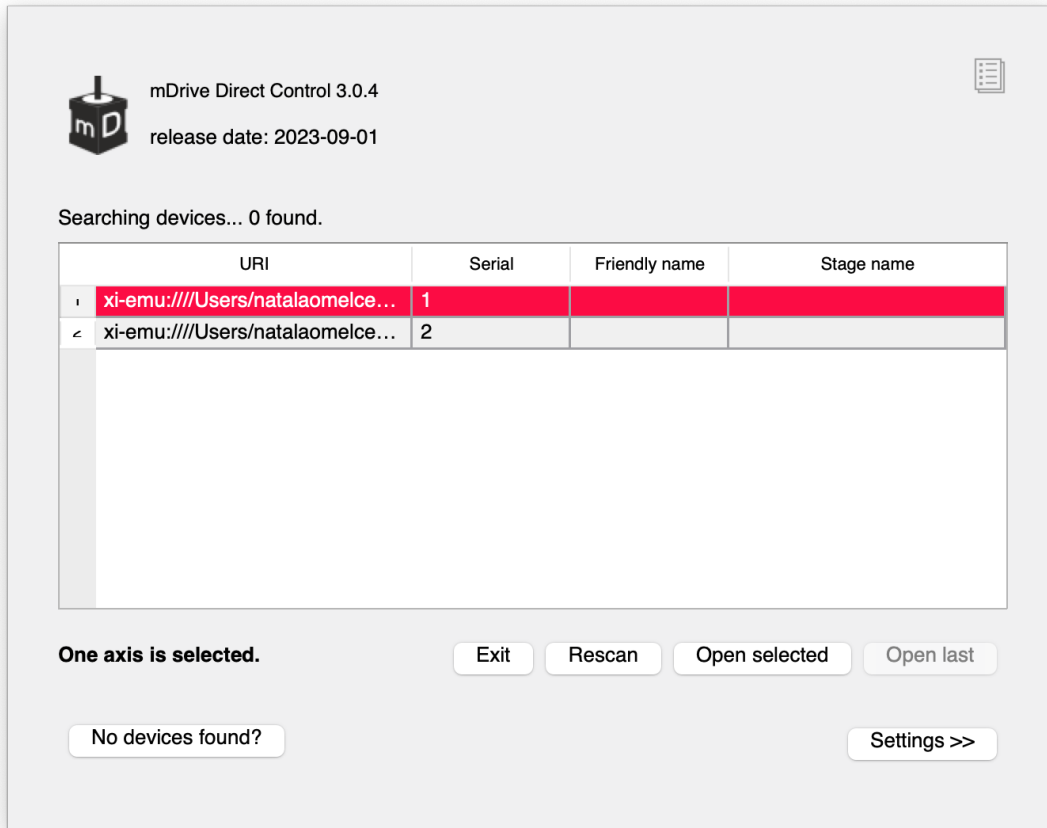 mD
mDrive Direct Control 3.0.4
release date: 2023-09-01
Searching devices... 0 found.
URI Serial Friendly name Stage name
xi-emu:////Users/natalaomelce... 1
2 xi-emu:////Users/natalaomelce... 2
One axis is selected.
Exit Rescan Open selected Open last
No devices found?
Settings >>